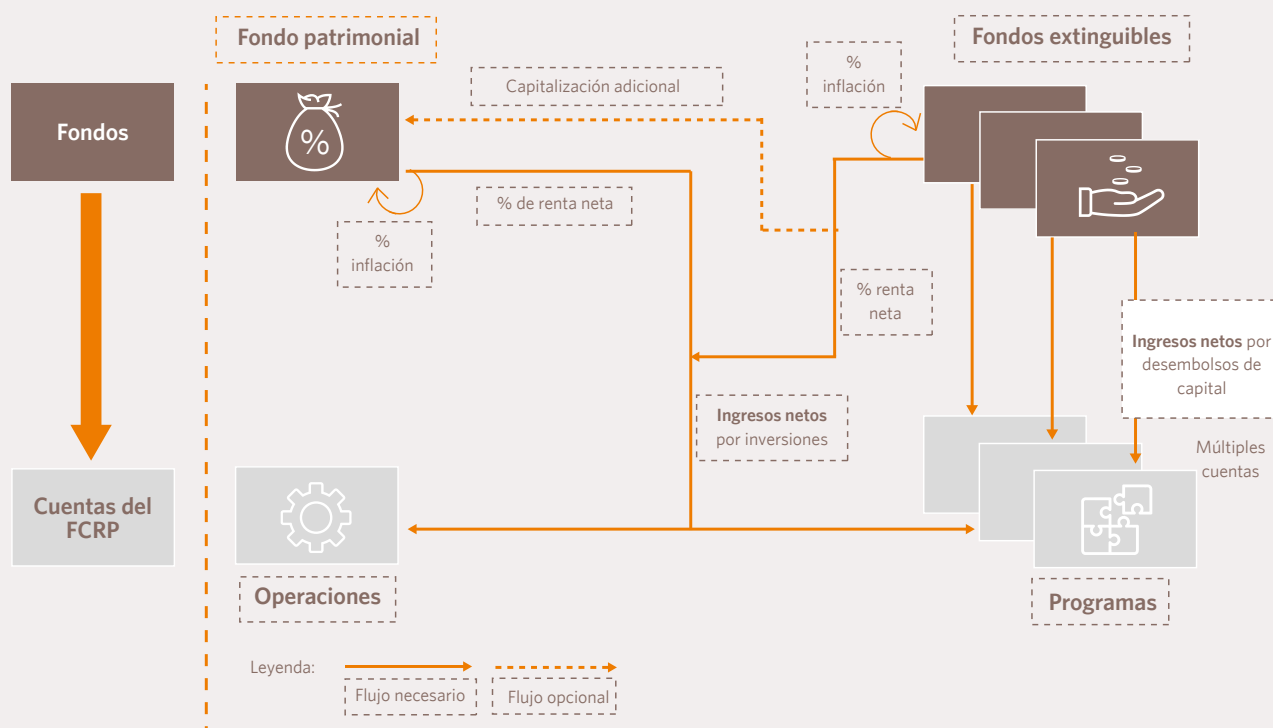 Fondo patrimonial
Fondos extinguibles
%
inflación
Capitalización adicional
Fondos
%
% de renta neta
%
inflación
% renta
neta
Ingresos netos por
desembolsos de
capital
Ingresos netos
por inversiones
Múltiples
cuentas
Cuentas del
FCRP
Operaciones
Programas
Leyenda:
Flujo necesario
Flujo opcional